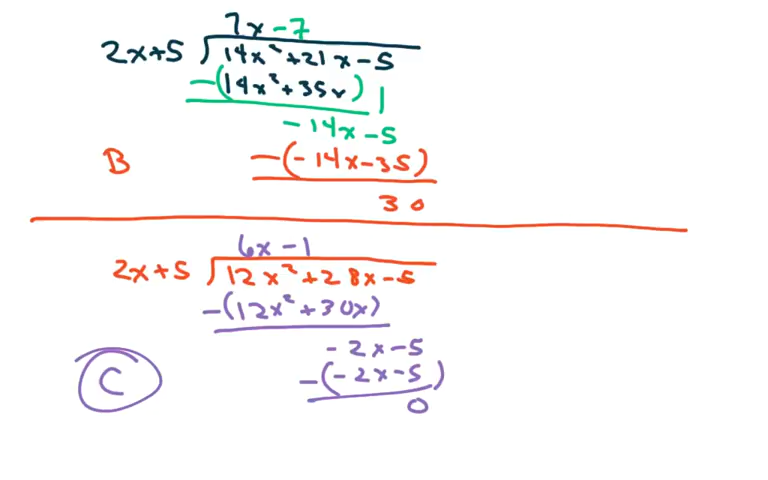 7x - 7
2x+5 14x² + 21x - 5
-(14x² + 35x)
- 14x - 5
B -(- 14x - 35)
30
6x - 1
2x+5 12x² + 28x - 5
-(12x² + 30x)
- 2x - 5
C -(- 2x - 5)
0